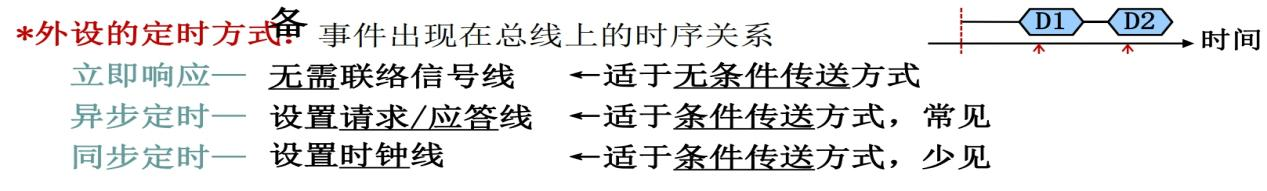 *外设的定时方式: 备 事件出现在总线上的时序关系 D1 D2 时间
立即响应— 无需联络信号线 ←适于无条件传送方式
异步定时— 设置请求/应答线 ←适于条件传送方式，常见
同步定时— 设置时钟线 ←适于条件传送方式，少见